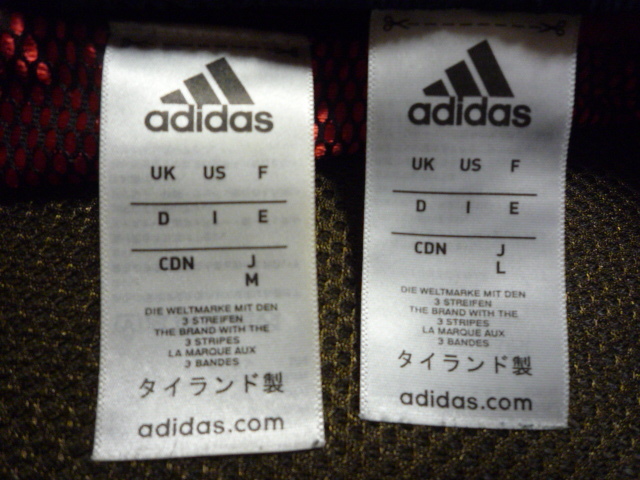 adidas
UK US F
D I E
CDN J
M
DIE WELTMARKE MIT DEN
3 STREIFEN
THE BRAND WITH THE
3 STRIPES
LA MARQUE AUX
3 BANDES
タイランド製
adidas.com
adidas
UK US F
D I E
CDN J
L
DIE WELTMARKE MIT DEN
3 STREIFEN
THE BRAND WITH THE
3 STRIPES
LA MARQUE AUX
3 BANDES
タイランド製
adidas.com